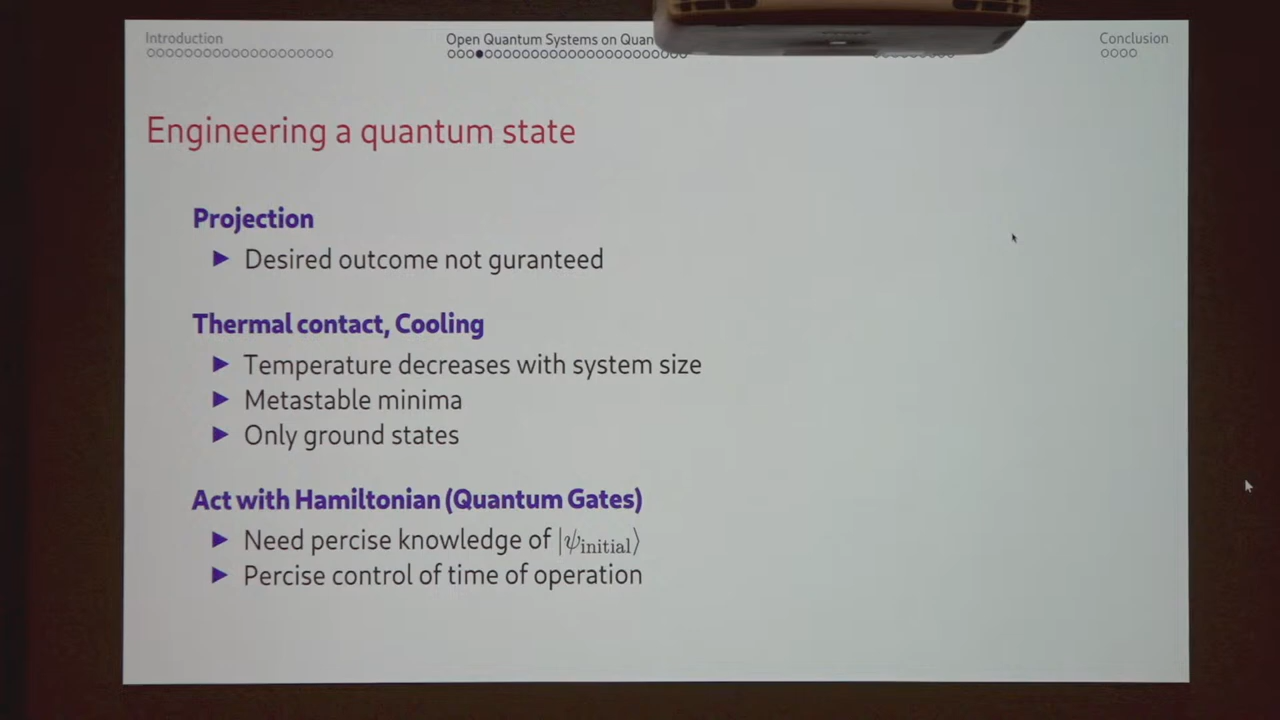 Introduction
Open Quantum Systems on Quan
Conclusion
Engineering a quantum state
Projection
▶ Desired outcome not guranteed
Thermal contact, Cooling
▶ Temperature decreases with system size
▶ Metastable minima
▶ Only ground states
Act with Hamiltonian (Quantum Gates)
▶ Need percise knowledge of |ψ_initial⟩
▶ Percise control of time of operation